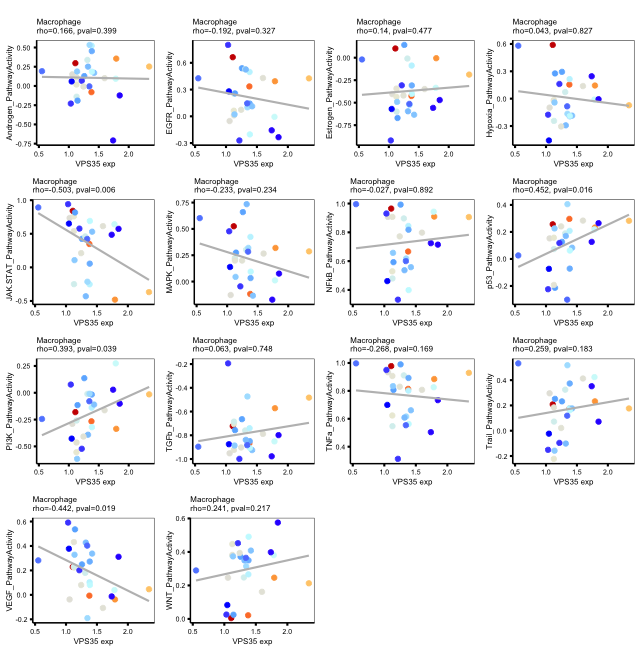 Macrophage
rho=0.166, pval=0.399
Androgen_PathwayActivity
0.50
0.25
0.00
-0.25
-0.50
-0.75
0.5 1.0 1.5 2.0
VPS35 exp
Macrophage
rho=-0.192, pval=0.327
EGFR_PathwayActivity
0.6
0.3
0.0
-0.3
0.5 1.0 1.5 2.0
VPS35 exp
Macrophage
rho=0.14, pval=0.477
Estrogen_PathwayActivity
0.00
-0.25
-0.50
-0.75
0.5 1.0 1.5 2.0
VPS35 exp
Macrophage
rho=0.043, pval=0.827
Hypoxia_PathwayActivity
0.6
0.3
0.0
-0.3
0.5 1.0 1.5 2.0
VPS35 exp
Macrophage
rho=-0.503, pval=0.006
JAK-STAT_PathwayActivity
1.0
0.5
0.0
-0.5
0.5 1.0 1.5 2.0
VPS35 exp
Macrophage
rho=-0.233, pval=0.234
MAPK_PathwayActivity
0.75
0.50
0.25
0.00
0.5 1.0 1.5 2.0
VPS35 exp
Macrophage
rho=-0.027, pval=0.892
NFkB_PathwayActivity
1.0
0.8
0.6
0.4
0.5 1.0 1.5 2.0
VPS35 exp
Macrophage
rho=0.452, pval=0.016
p53_PathwayActivity
0.4
0.2
0.0
-0.2
0.5 1.0 1.5 2.0
VPS35 exp
Macrophage
rho=0.393, pval=0.039
PI3K_PathwayActivity
0.25
0.00
-0.25
-0.50
0.5 1.0 1.5 2.0
VPS35 exp
Macrophage
rho=0.063, pval=0.748
TGFb_PathwayActivity
-0.2
-0.4
-0.6
-0.8
-1.0
0.5 1.0 1.5 2.0
VPS35 exp
Macrophage
rho=-0.268, pval=0.169
TNFa_PathwayActivity
1.0
0.8
0.6
0.4
0.5 1.0 1.5 2.0
VPS35 exp
Macrophage
rho=0.259, pval=0.183
Trail_PathwayActivity
0.4
0.2
0.0
-0.2
0.5 1.0 1.5 2.0
VPS35 exp
Macrophage
rho=-0.442, pval=0.019
VEGF_PathwayActivity
0.6
0.4
0.2
0.0
-0.2
0.5 1.0 1.5 2.0
VPS35 exp
Macrophage
rho=0.241, pval=0.217
WNT_PathwayActivity
0.6
0.4
0.2
0.0
0.5 1.0 1.5 2.0
VPS35 exp